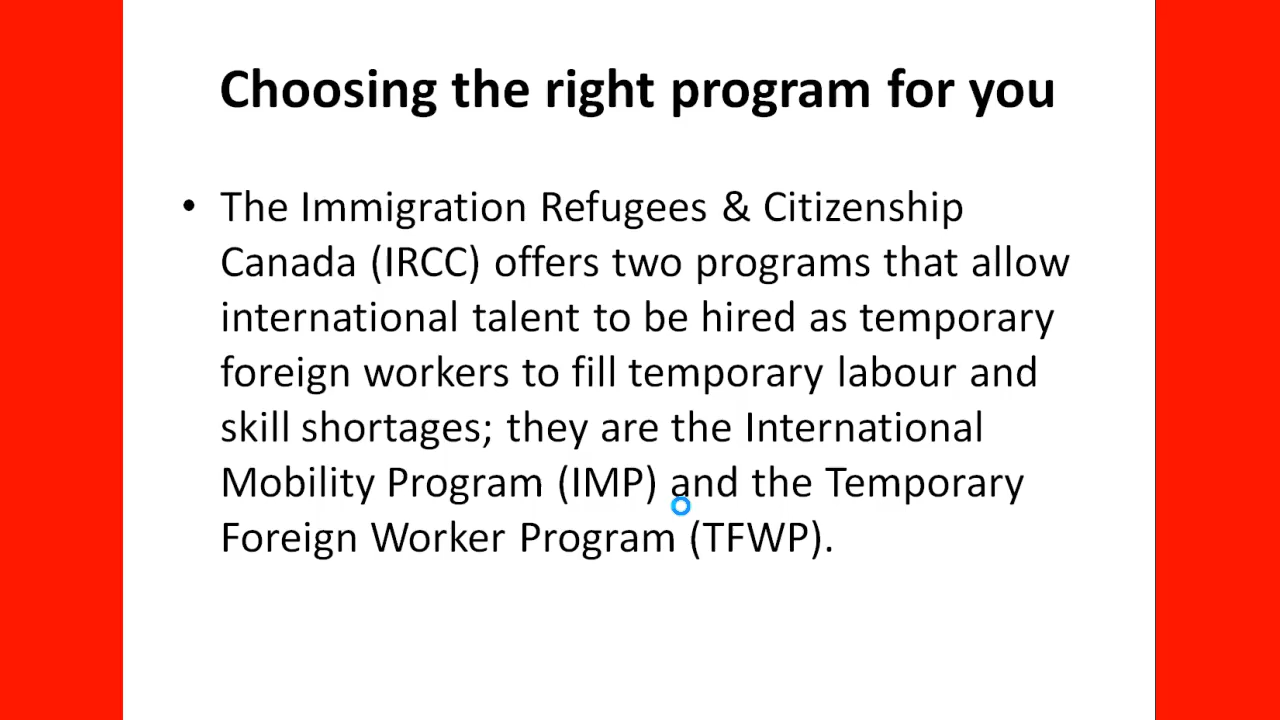 Choosing the right program for you
• The Immigration Refugees & Citizenship
Canada (IRCC) offers two programs that allow
international talent to be hired as temporary
foreign workers to fill temporary labour and
skill shortages; they are the International
Mobility Program (IMP) and the Temporary
Foreign Worker Program (TFWP).